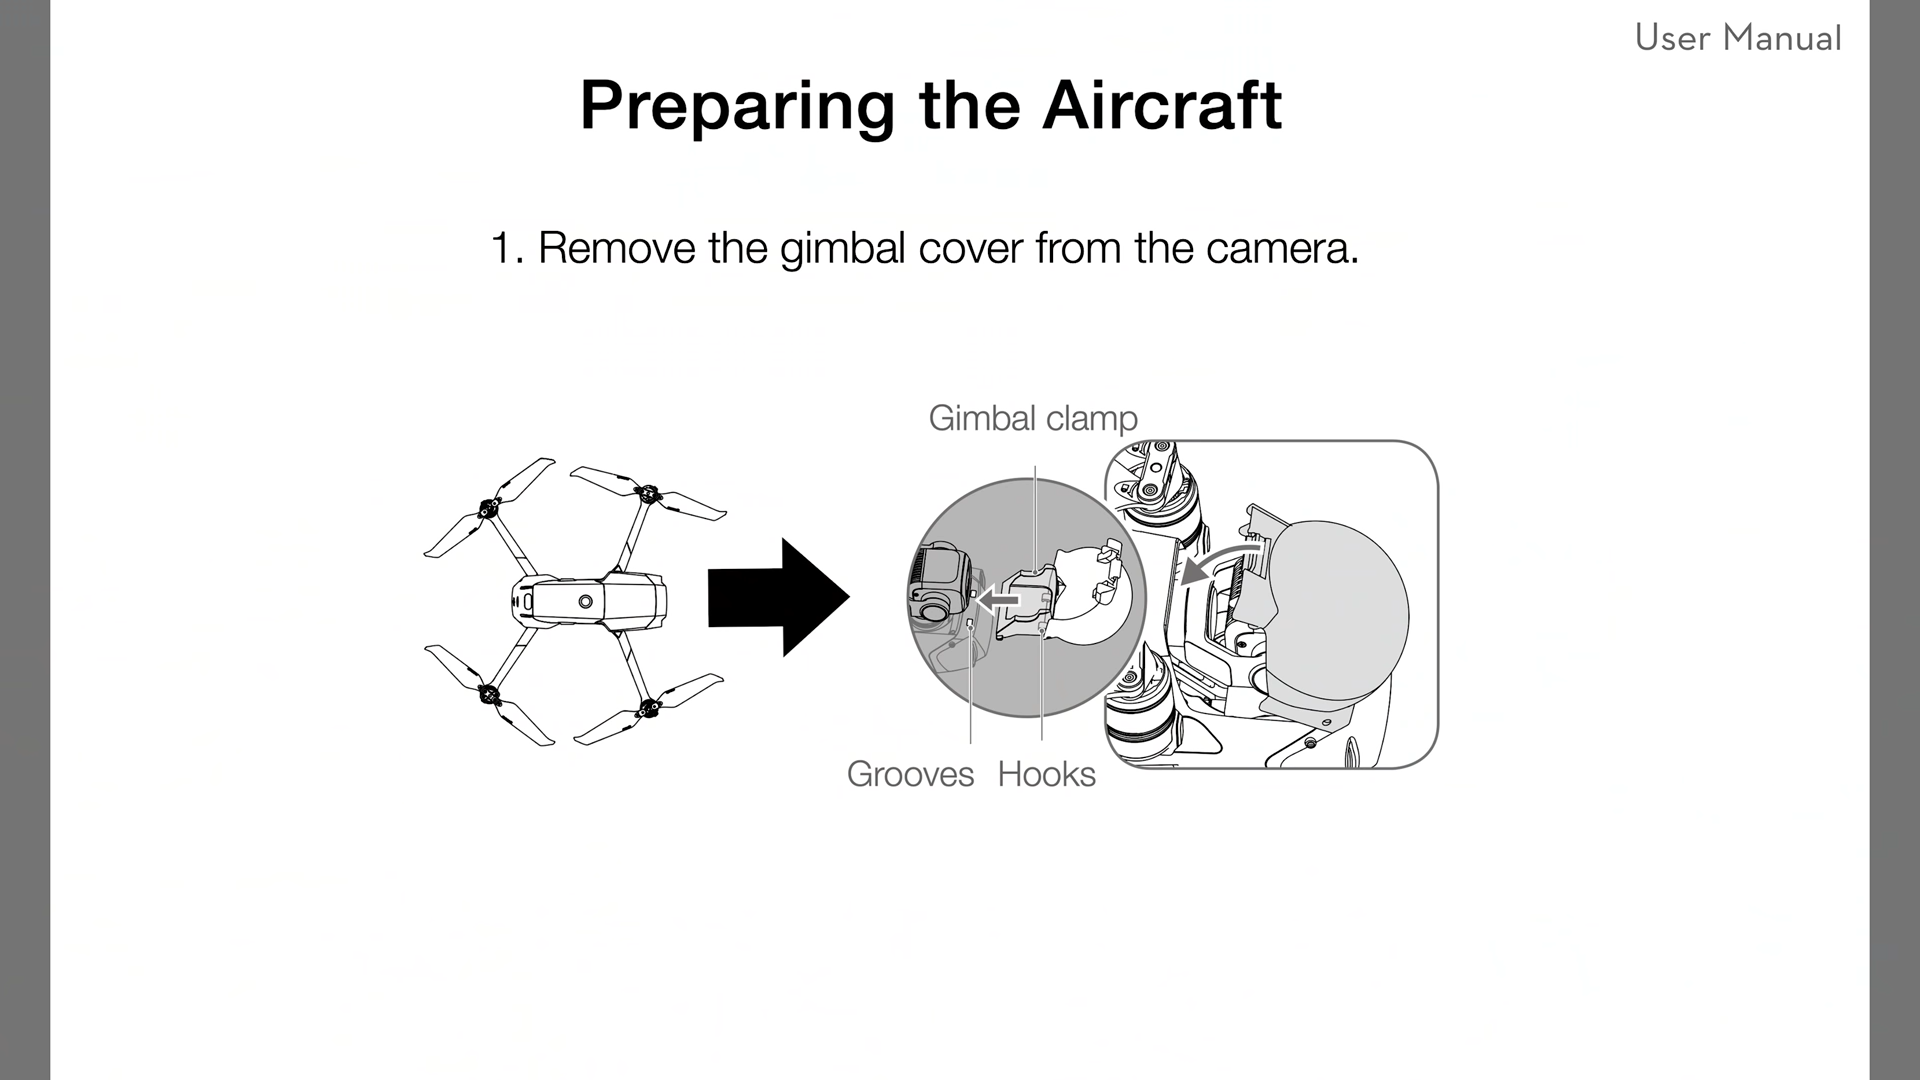 User Manual
Preparing the Aircraft
1. Remove the gimbal cover from the camera.
Gimbal clamp
Grooves Hooks